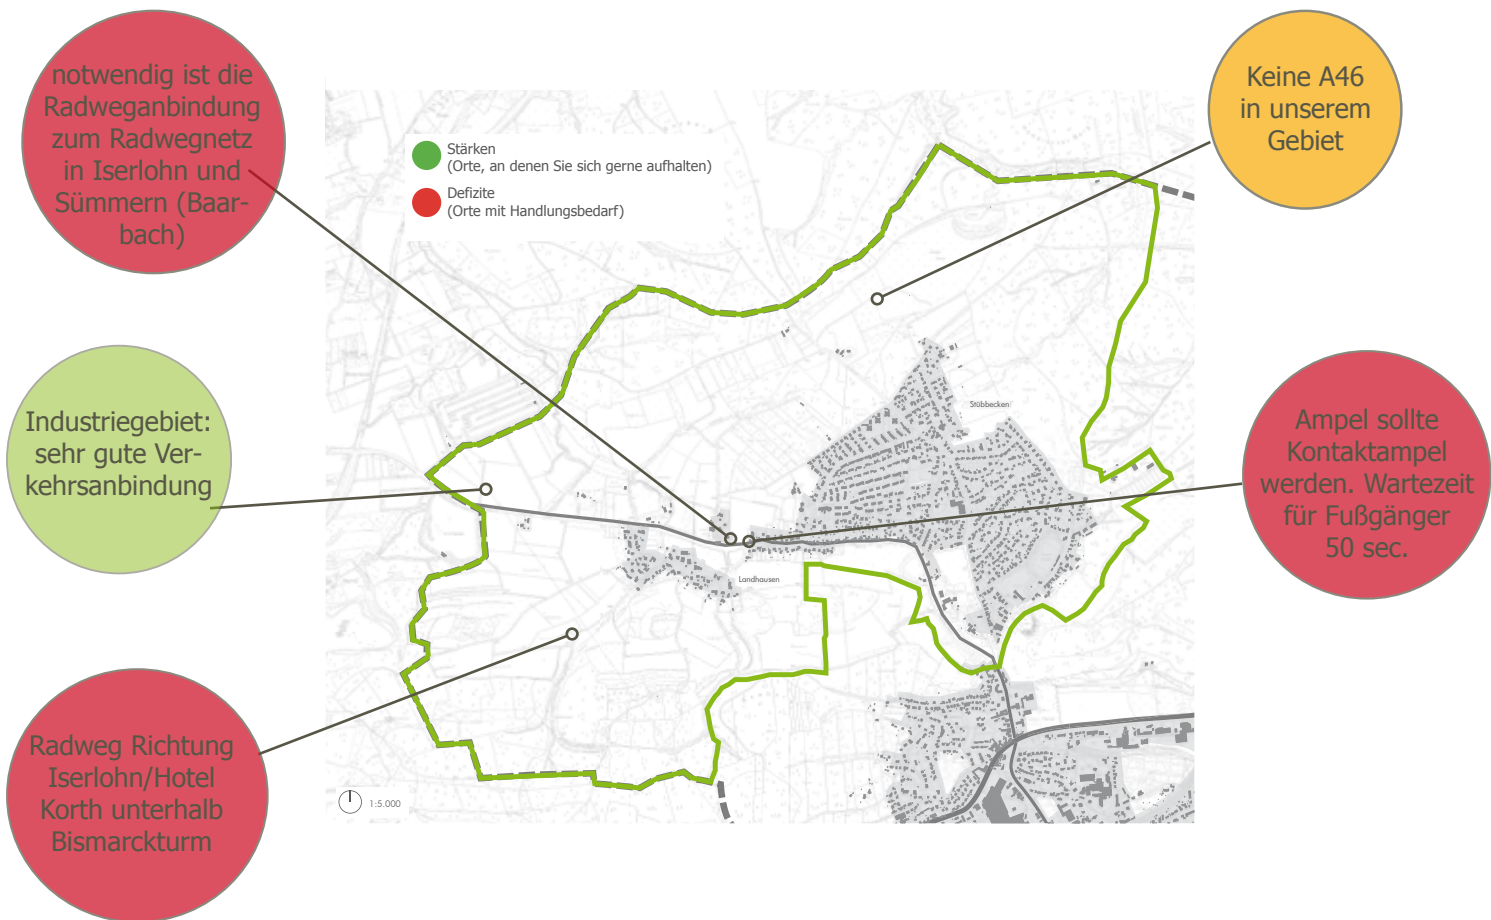 notwendig ist die
Radweganbindung
zum Radwegnetz
in Iserlohn und
Sümmern (Baar-
bach)
Keine A46
in unserem
Gebiet
Stärken
(Orte, an denen Sie sich gerne aufhalten)
Defizite
(Orte mit Handlungsbedarf)
Industriegebiet:
sehr gute Ver-
kehrsanbindung
Stübbecken
Ampel sollte
Kontaktampel
werden. Wartezeit
für Fußgänger
50 sec.
Landhausen
Radweg Richtung
Iserlohn/Hotel
Korth unterhalb
Bismarckturm
1:5.000